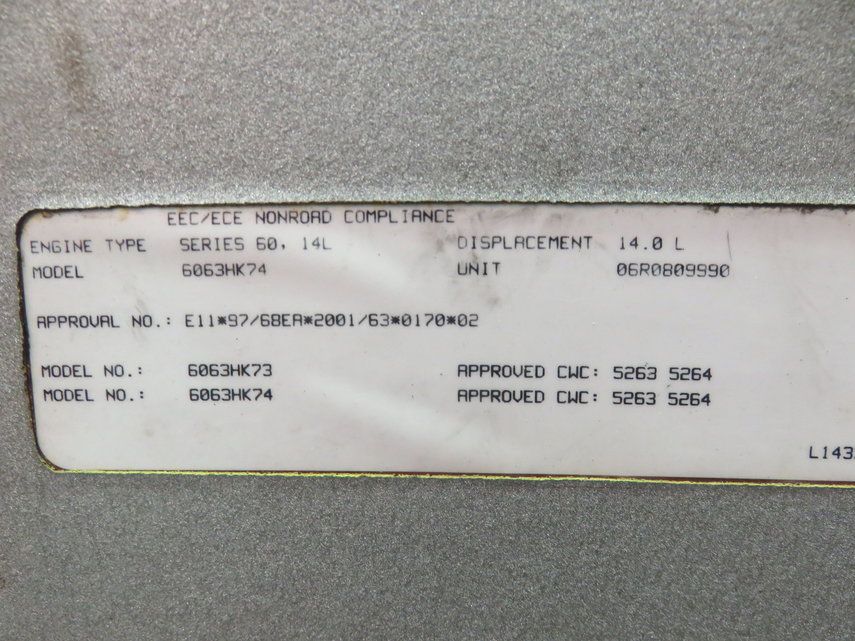 EEC/ECE NONROAD COMPLIANCE
ENGINE TYPE SERIES 60, 14L DISPLACEMENT 14.0 L
MODEL 6063HK74 UNIT 06R0809990
APPROVAL NO.: E11*97/68EA*2001/63*0170*02
MODEL NO.: 6063HK73 APPROVED CWC: 5263 5264
MODEL NO.: 6063HK74 APPROVED CWC: 5263 5264